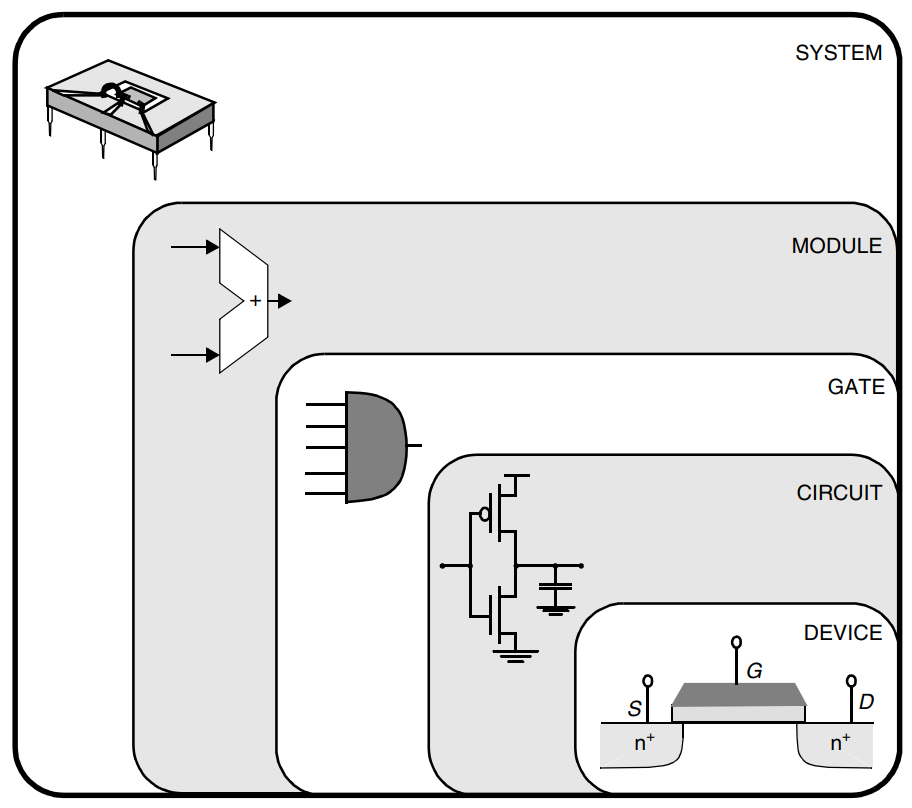 SYSTEM
MODULE
+
GATE
CIRCUIT
DEVICE
G
S
D
n+
n+